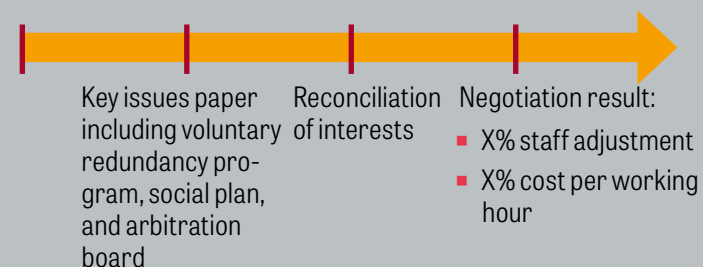 Key issues paper
including voluntary
redundancy pro-
gram, social plan,
and arbitration
board
Reconciliation
of interests
Negotiation result:
X% staff adjustment
X% cost per working
hour